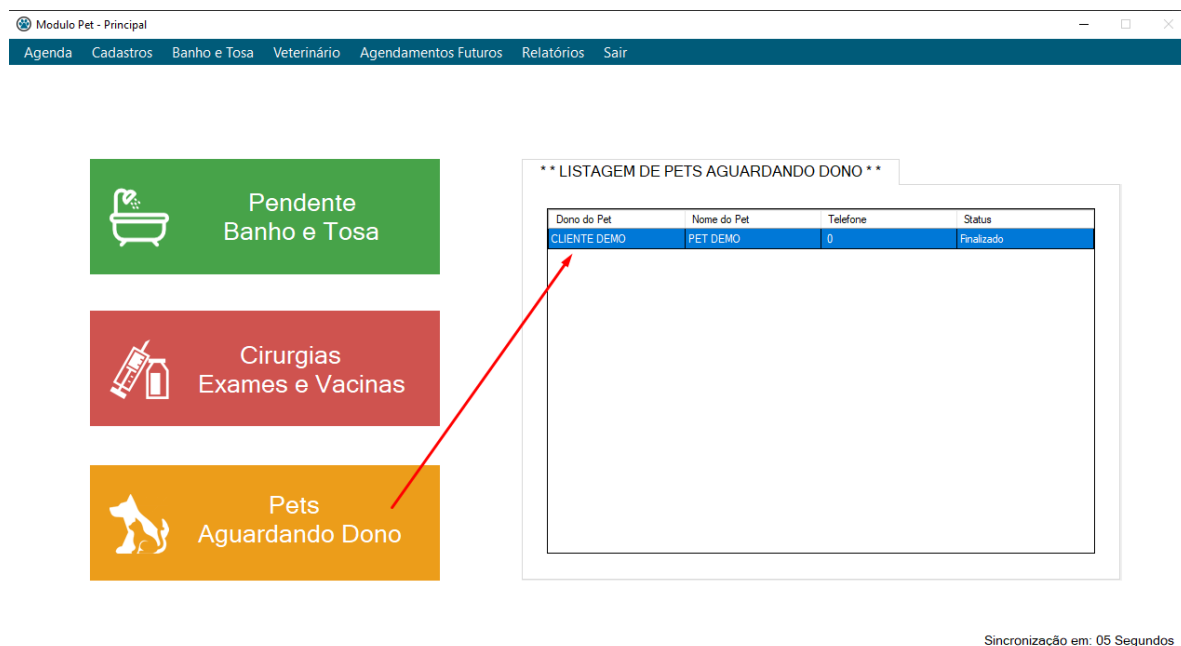 Modulo Pet - Principal
Agenda Cadastros Banho e Tosa Veterinário Agendamentos Futuros Relatórios Sair
Pendente
Banho e Tosa
Cirurgias
Exames e Vacinas
Pets
Aguardando Dono
* * LISTAGEM DE PETS AGUARDANDO DONO * *
Dono do Pet Nome do Pet Telefone Status
CLIENTE DEMO PET DEMO 0 Finalizado
Sincronização em: 05 Segundos